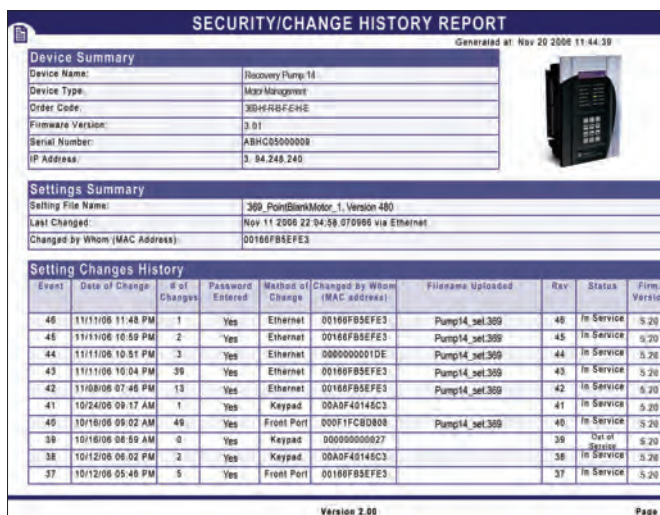 SECURITY/CHANGE HISTORY REPORT
Generated at: Nov 20 2006 11:44:39
Device Summary
Device Name: Recovery Pump 14
Device Type: Motor Management
Order Code:
Firmware Version: 3.01
Serial Number: ABHC05000009
IP Address: 3. 94.248.240
Settings Summary
Setting File Name: 369_PointBlankMotor_1, Version 480
Last Changed: Nov 11 2006 22:04:58.070966 via Ethernet
Changed by Whom (MAC Address): 00166FB5EFE3
Setting Changes History
Event Date of Change # of Changes Password Entered Method of Change Changed by Whom (MAC address) Filename Uploaded Rev Status Firm. Versio
46 11/11/06 11:48 PM 1 Yes Ethernet 00166FB5EFE3 Pump14_set.369 46 In Service 5.20
45 11/11/06 10:59 PM 2 Yes Ethernet 00166FB5EFE3 Pump14_set.369 45 In Service 5.20
44 11/11/06 10:51 PM 3 Yes Ethernet 0000000001DE Pump14_set.369 44 In Service 5.20
43 11/11/06 10:04 PM 39 Yes Ethernet 00166FB5EFE3 Pump14_set.369 43 In Service 5.20
42 11/08/06 07:46 PM 13 Yes Ethernet 00166FB5EFE3 Pump14_set.369 42 In Service 5.20
41 10/24/06 09:17 AM 1 Yes Keypad 00A0F40145C3 41 In Service 5.20
40 10/16/06 09:02 AM 49 Yes Front Port 000F1FCBD808 Pump14_set.369 40 In Service 5.20
39 10/16/06 08:59 AM 0 Yes Keypad 000000000027 39 Out of Service 5.20
38 10/12/06 06:02 PM 2 Yes Keypad 00A0F40145C3 38 In Service 5.20
37 10/12/06 05:46 PM 5 Yes Front Port 00166FB5EFE3 37 In Service 5.20
Version 2.00 Page